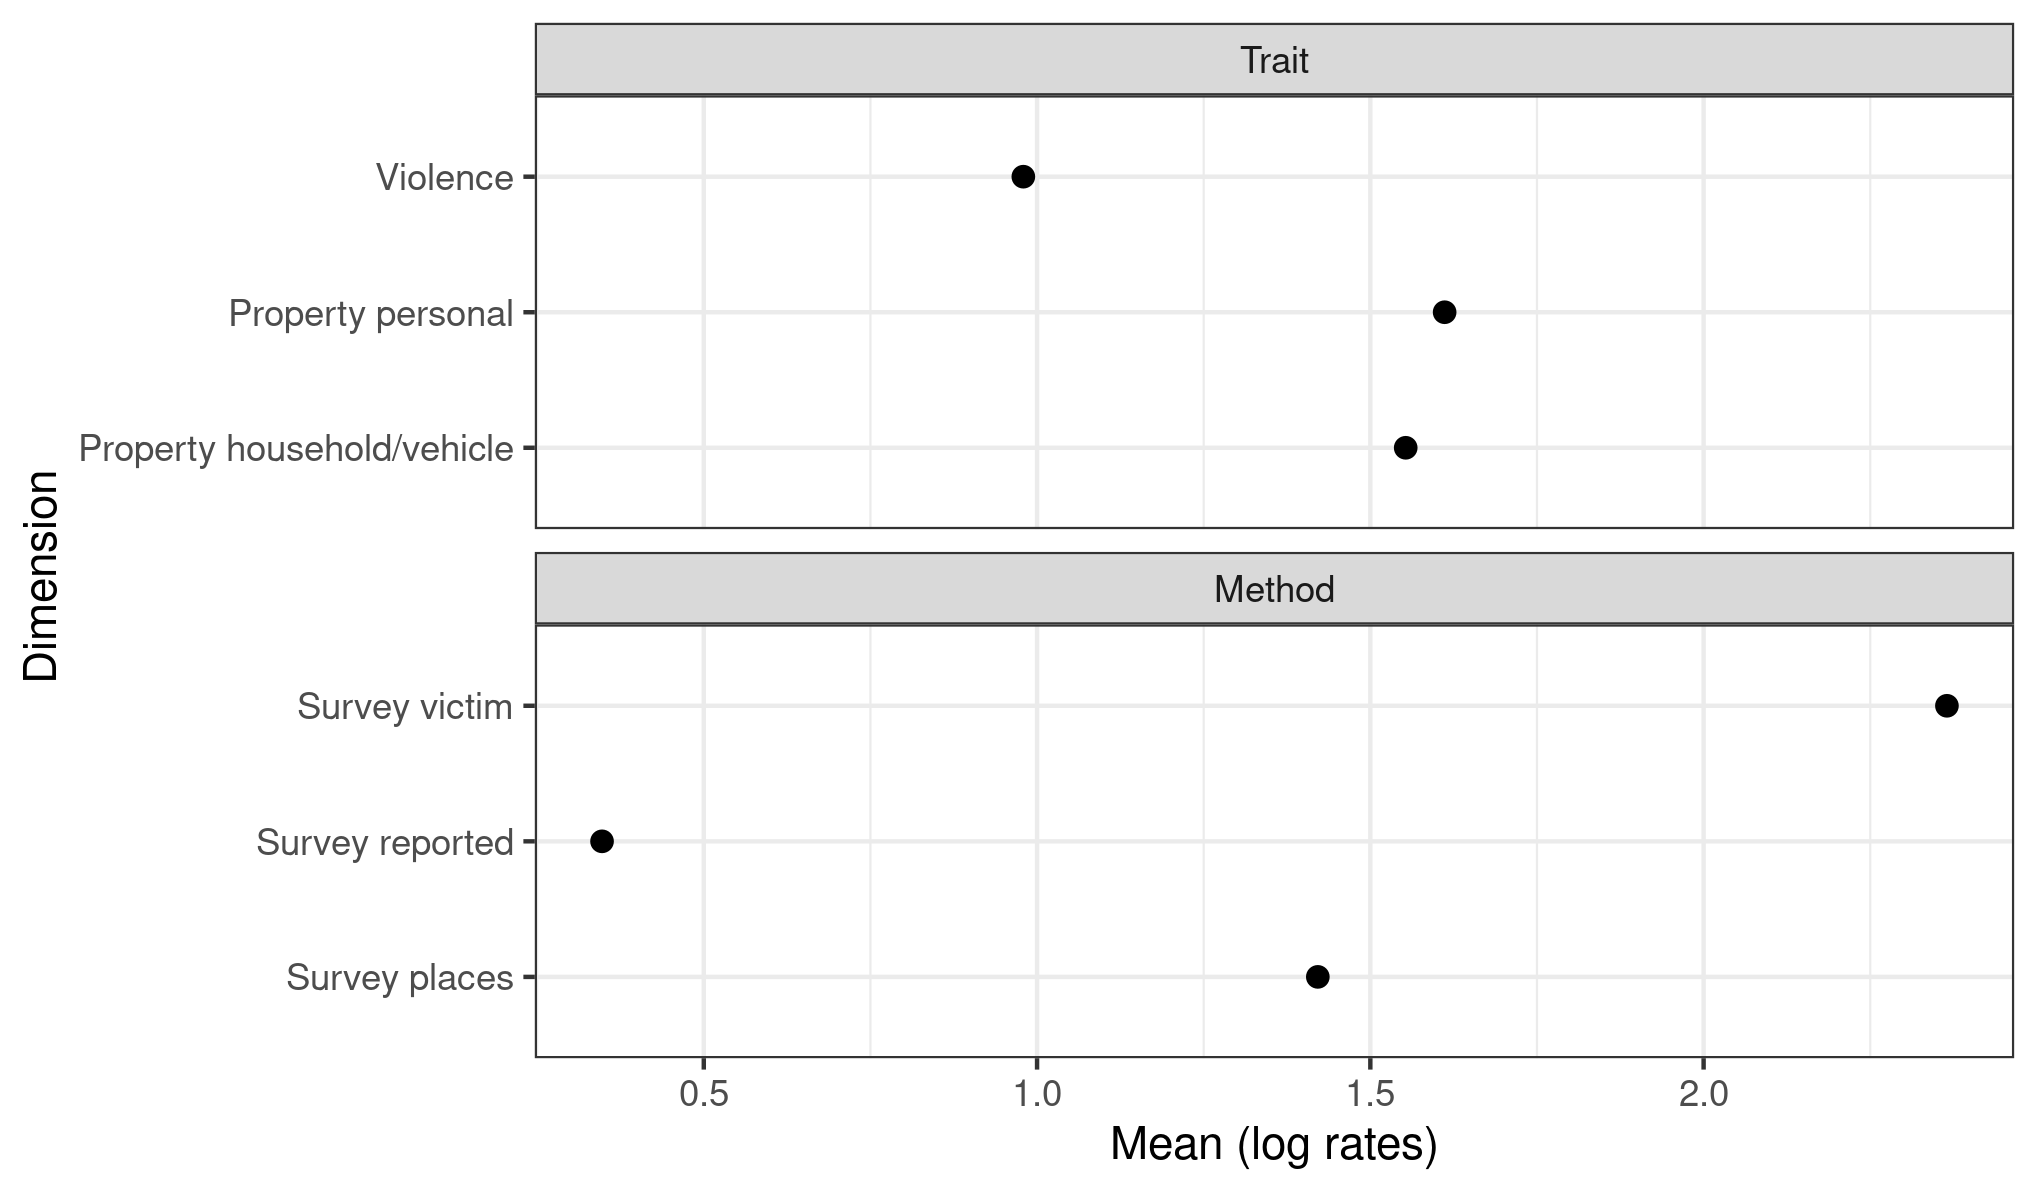 Trait
Violence
Property personal
Property household/vehicle
Dimension
Method
Survey victim
Survey reported
Survey places
0.5 1.0 1.5 2.0
Mean (log rates)